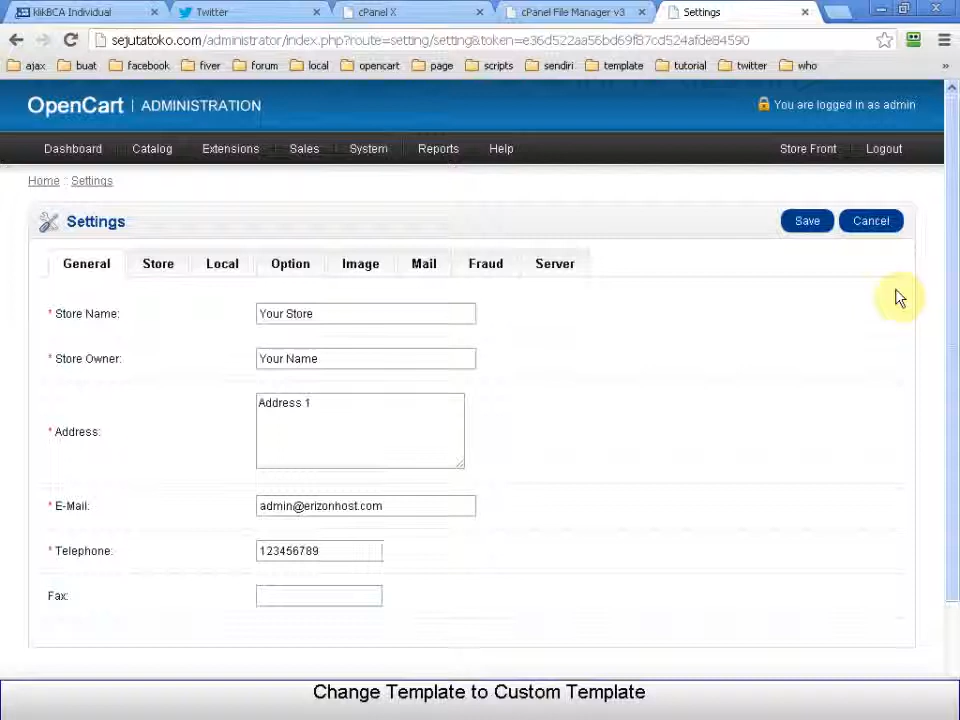 klikBCA Individual
Twitter
cPanel X
cPanel File Manager v3
Settings
sejutatoko.com/administrator/index.php?route=setting/setting&token=e36d522aa56bd69f87cd524afde84590
ajax buat facebook fiver forum local opencart page scripts sendiri template tutorial twitter who »
OpenCart | ADMINISTRATION
You are logged in as admin
Dashboard Catalog Extensions Sales System Reports Help Store Front Logout
Home :: Settings
Settings
Save Cancel
General Store Local Option Image Mail Fraud Server
* Store Name: Your Store
* Store Owner: Your Name
* Address: Address 1
* E-Mail: admin@erizonhost.com
* Telephone: 123456789
Fax:
Change Template to Custom Template